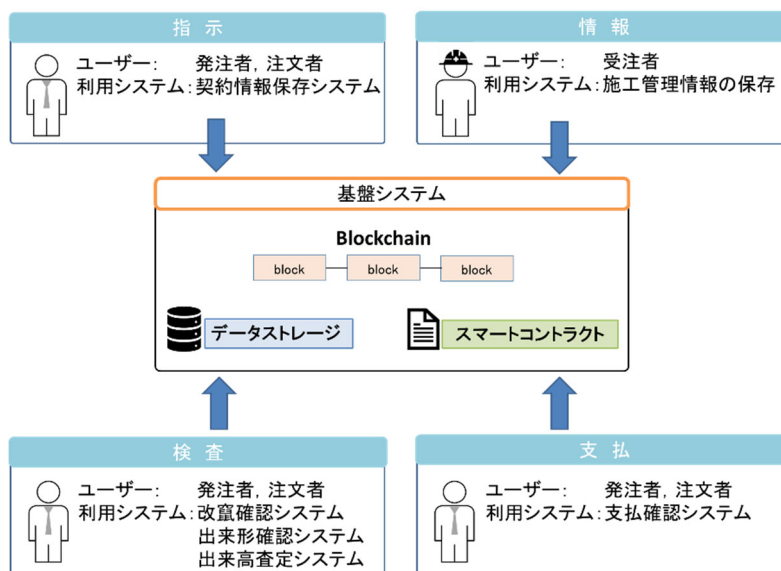 指 示
ユーザー： 発注者，注文者
利用システム：契約情報保存システム
情 報
ユーザー： 受注者
利用システム：施工管理情報の保存
基盤システム
Blockchain
block block block
データストレージ スマートコントラクト
検 査
ユーザー： 発注者，注文者
利用システム：改竄確認システム
出来形確認システム
出来高査定システム
支 払
ユーザー： 発注者，注文者
利用システム：支払確認システム